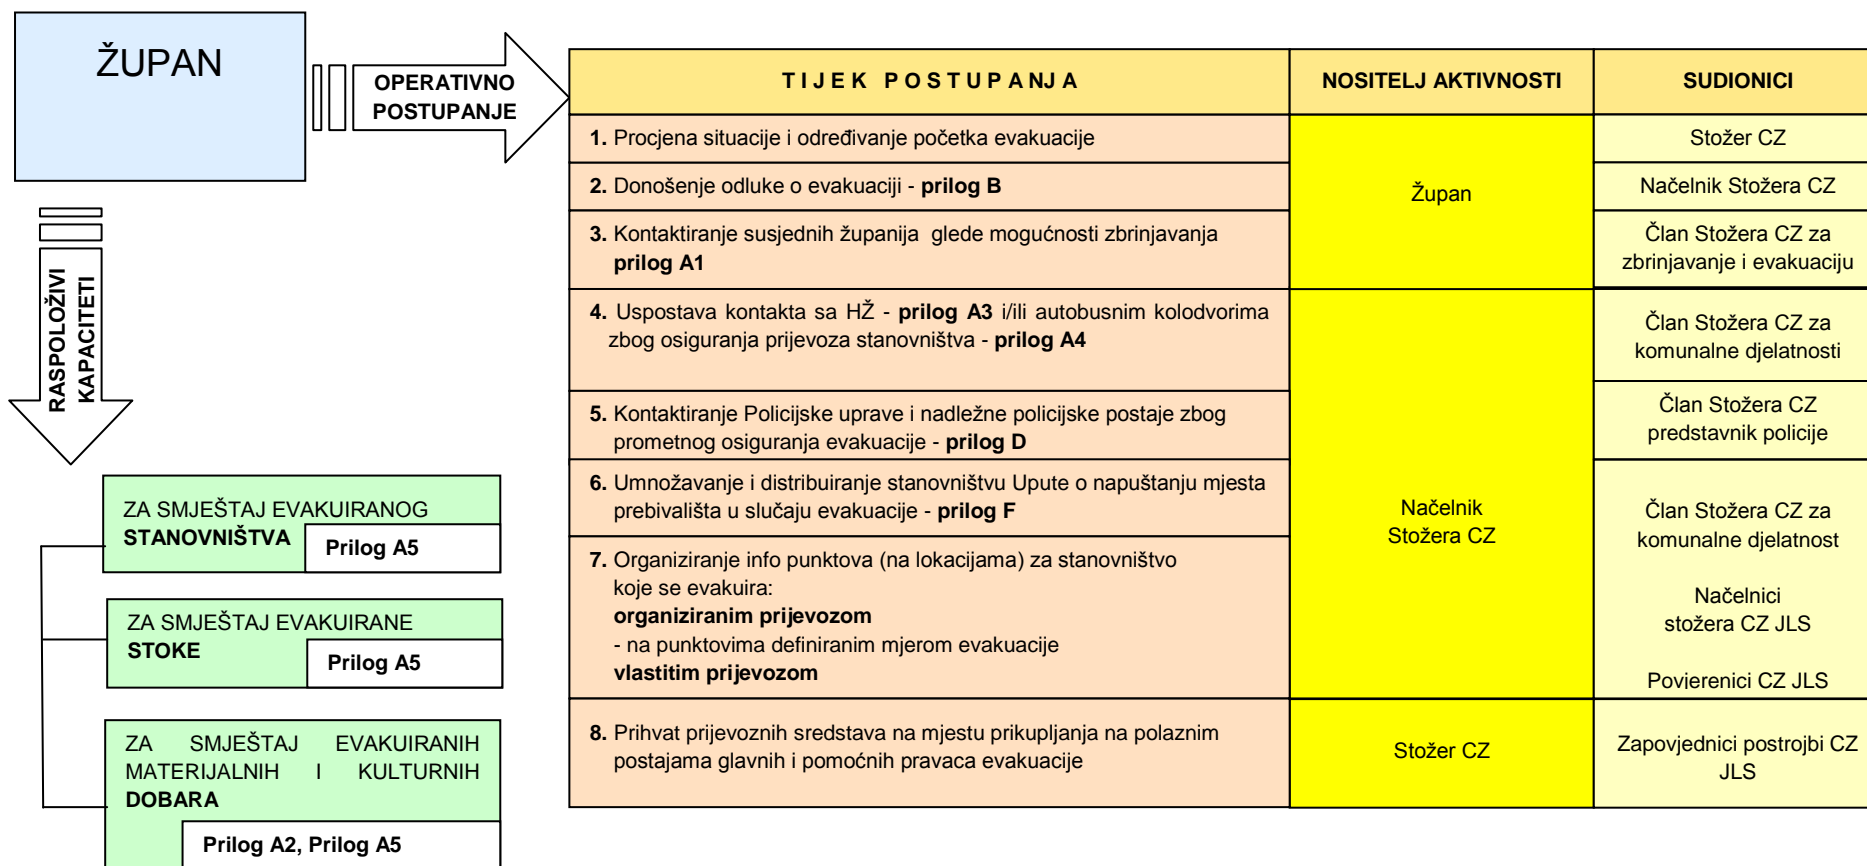 ŽUPAN
OPERATIVNO
POSTUPANJE
RASPOLOŽIVI
KAPACITETI
ZA SMJEŠTAJ EVAKUIRANOG
STANOVNIŠTVA
Prilog A5
ZA SMJEŠTAJ EVAKUIRANE
STOKE
Prilog A5
ZA SMJEŠTAJ EVAKUIRANIH
MATERIJALNIH I KULTURNIH
DOBARA
Prilog A2, Prilog A5
TIJEK POSTUPANJA
NOSITELJ AKTIVNOSTI
SUDIONICI
1. Procjena situacije i određivanje početka evakuacije
Župan
Stožer CZ
2. Donošenje odluke o evakuaciji - prilog B
Načelnik Stožera CZ
3. Kontaktiranje susjednih županija glede mogućnosti zbrinjavanja
prilog A1
Član Stožera CZ za
zbrinjavanje i evakuaciju
4. Uspostava kontakta sa HŽ - prilog A3 i/ili autobusnim kolodvorima
zbog osiguranja prijevoza stanovništva - prilog A4
Načelnik
Stožera CZ
Član Stožera CZ za
komunalne djelatnosti
5. Kontaktiranje Policijske uprave i nadležne policijske postaje zbog
prometnog osiguranja evakuacije - prilog D
Član Stožera CZ
predstavnik policije
6. Umnožavanje i distribuiranje stanovništvu Upute o napuštanju mjesta
prebivališta u slučaju evakuacije - prilog F
Član Stožera CZ za
komunalne djelatnost
7. Organiziranje info punktova (na lokacijama) za stanovništvo
koje se evakuira:
organiziranim prijevozom
- na punktovima definiranim mjerom evakuacije
vlastitim prijevozom
Načelnici
stožera CZ JLS
Povjerenici CZ JLS
8. Prihvat prijevoznih sredstava na mjestu prikupljanja na polaznim
postajama glavnih i pomoćnih pravaca evakuacije
Stožer CZ
Zapovjednici postrojbi CZ
JLS